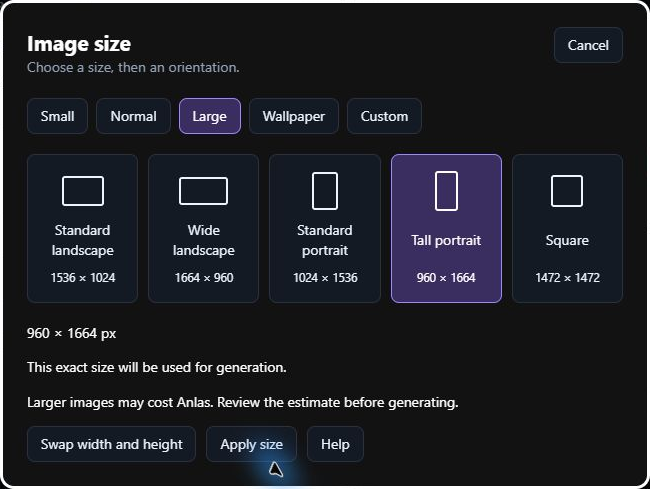 Image size
Cancel
Choose a size, then an orientation.
Small
Normal
Large
Wallpaper
Custom
Standard
landscape
1536 × 1024
Wide
landscape
1664 × 960
Standard
portrait
1024 × 1536
Tall portrait
960 × 1664
Square
1472 × 1472
960 × 1664 px
This exact size will be used for generation.
Larger images may cost Anlas. Review the estimate before generating.
Swap width and height
Apply size
Help